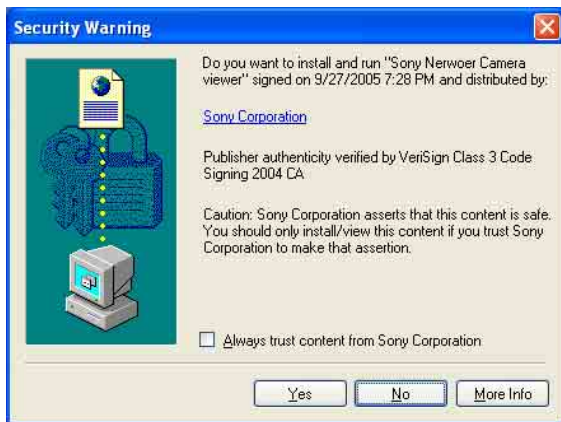 Security Warning
Do you want to install and run "Sony Nerwoer Camera
viewer" signed on 9/27/2005 7:28 PM and distributed by:
Sony Corporation
Publisher authenticity verified by VeriSign Class 3 Code
Signing 2004 CA
Caution: Sony Corporation asserts that this content is safe.
You should only install/view this content if you trust Sony
Corporation to make that assertion.
Always trust content from Sony Corporation
Yes
No
More Info